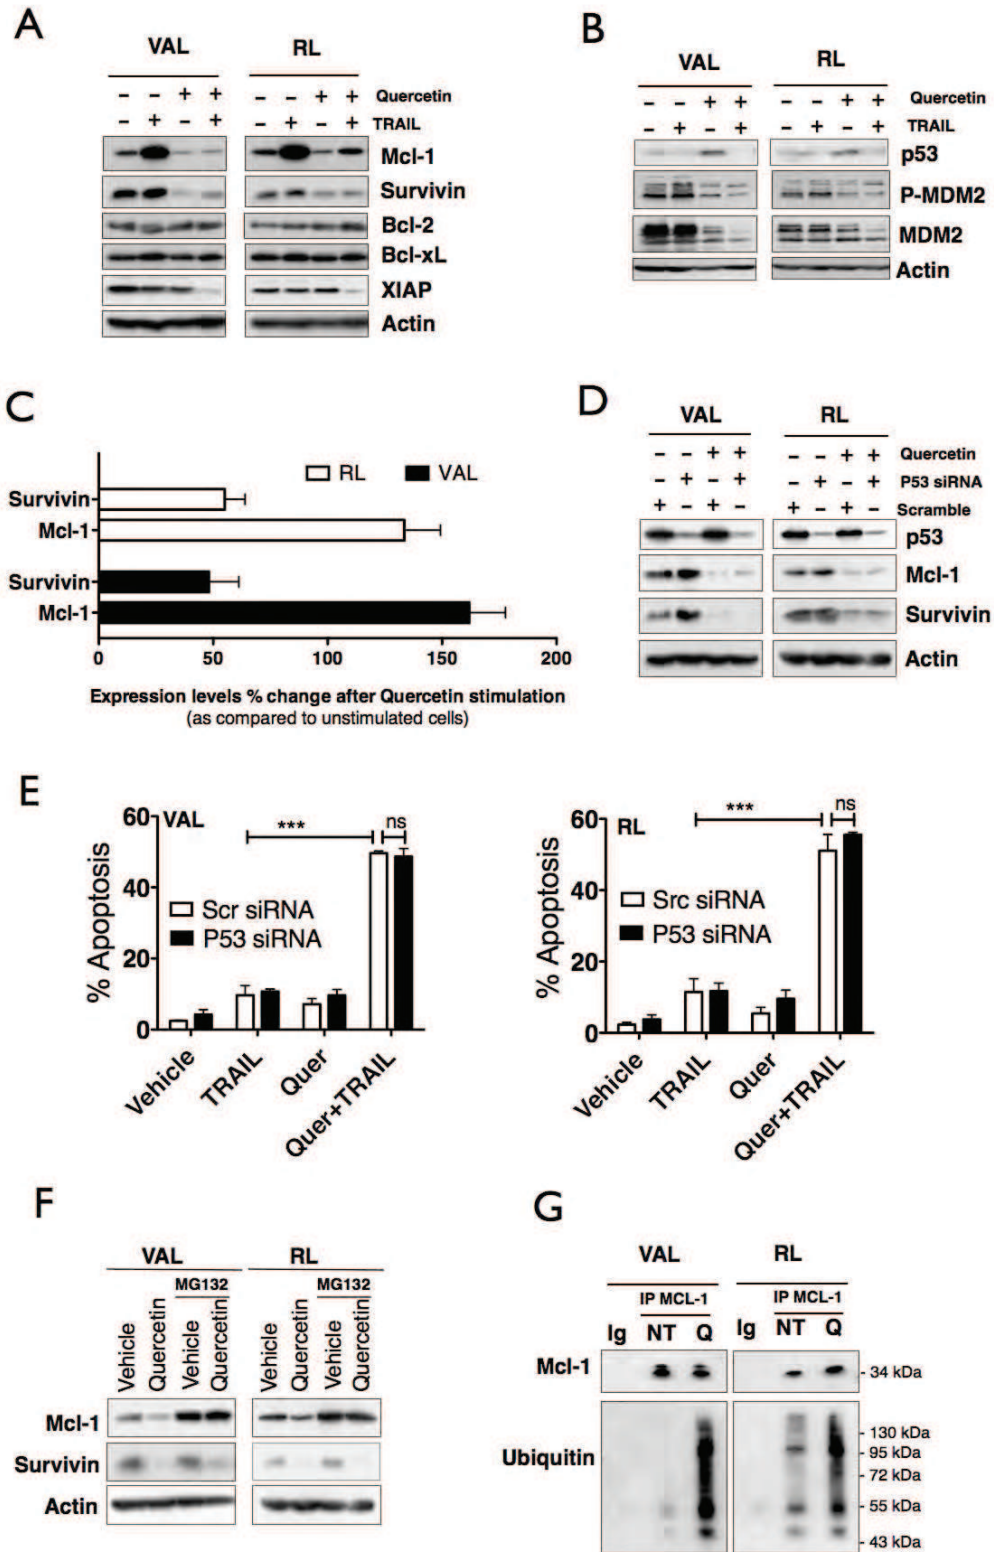 A
VAL RL
- - + + - - + + Quercetin
- + - + - + - + TRAIL
Mcl-1
Survivin
Bcl-2
Bcl-xL
XIAP
Actin
B
VAL RL
- - + + - - + + Quercetin
- + - + - + - + TRAIL
p53
P-MDM2
MDM2
Actin
C
RL VAL
Survivin
Mcl-1
Survivin
Mcl-1
0 50 100 150 200
Expression levels % change after Quercetin stimulation
(as compared to unstimulated cells)
D
VAL RL
- - + + - - + + Quercetin
- + - + - + - + P53 siRNA
+ - + - + - + - Scramble
p53
Mcl-1
Survivin
Actin
E
VAL
*** ns
Scr siRNA
P53 siRNA
% Apoptosis
60
40
20
0
Vehicle TRAIL Quer Quer+TRAIL
RL
*** ns
Src siRNA
P53 siRNA
% Apoptosis
60
40
20
0
Vehicle TRAIL Quer Quer+TRAIL
F
VAL RL
MG132 MG132
Vehicle Quercetin Vehicle Quercetin Vehicle Quercetin Vehicle Quercetin
Mcl-1
Survivin
Actin
G
VAL RL
IP MCL-1 IP MCL-1
Ig NT Q Ig NT Q
Mcl-1 - 34 kDa
Ubiquitin
- 130 kDa
- 95 kDa
- 72 kDa
- 55 kDa
- 43 kDa